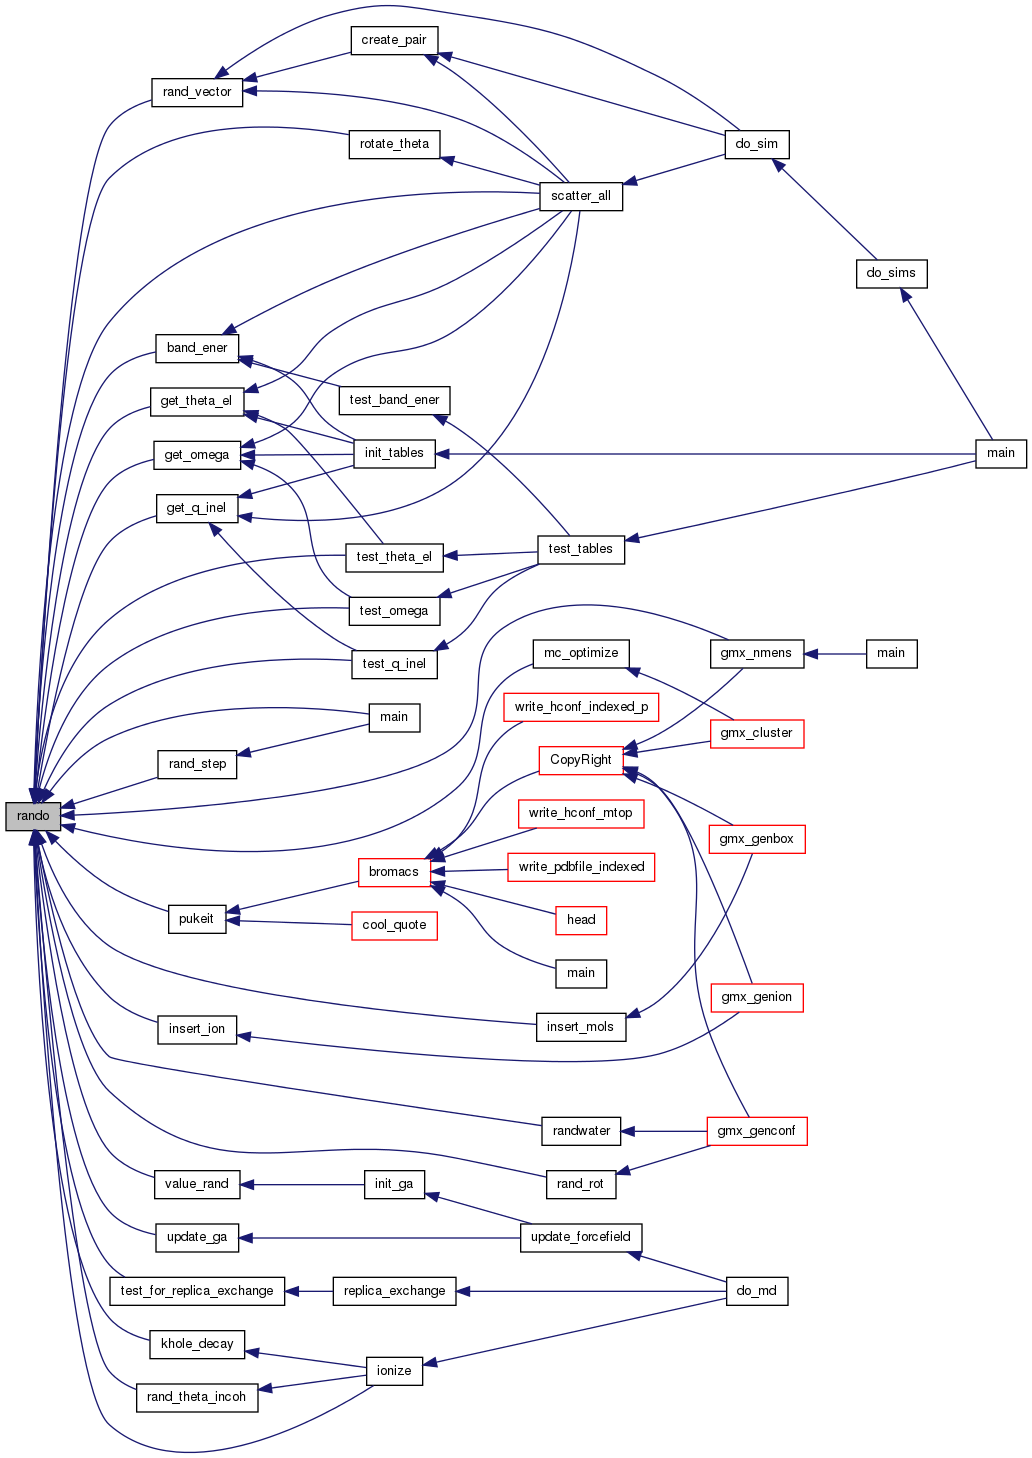 create_pair
rand_vector
rotate_theta
do_sim
scatter_all
do_sims
band_ener
get_theta_el
test_band_ener
get_omega
init_tables
main
get_q_inel
test_theta_el
test_tables
test_omega
test_q_inel
mc_optimize
gmx_nmens
main
write_hconf_indexed_p
main
gmx_cluster
rand_step
CopyRight
rando
write_hconf_mtop
gmx_genbox
bromacs
write_pdbfile_indexed
pukeit
cool_quote
head
main
gmx_genion
insert_ion
insert_mols
randwater
gmx_genconf
value_rand
init_ga
rand_rot
update_ga
update_forcefield
test_for_replica_exchange
replica_exchange
do_md
khole_decay
ionize
rand_theta_incoh